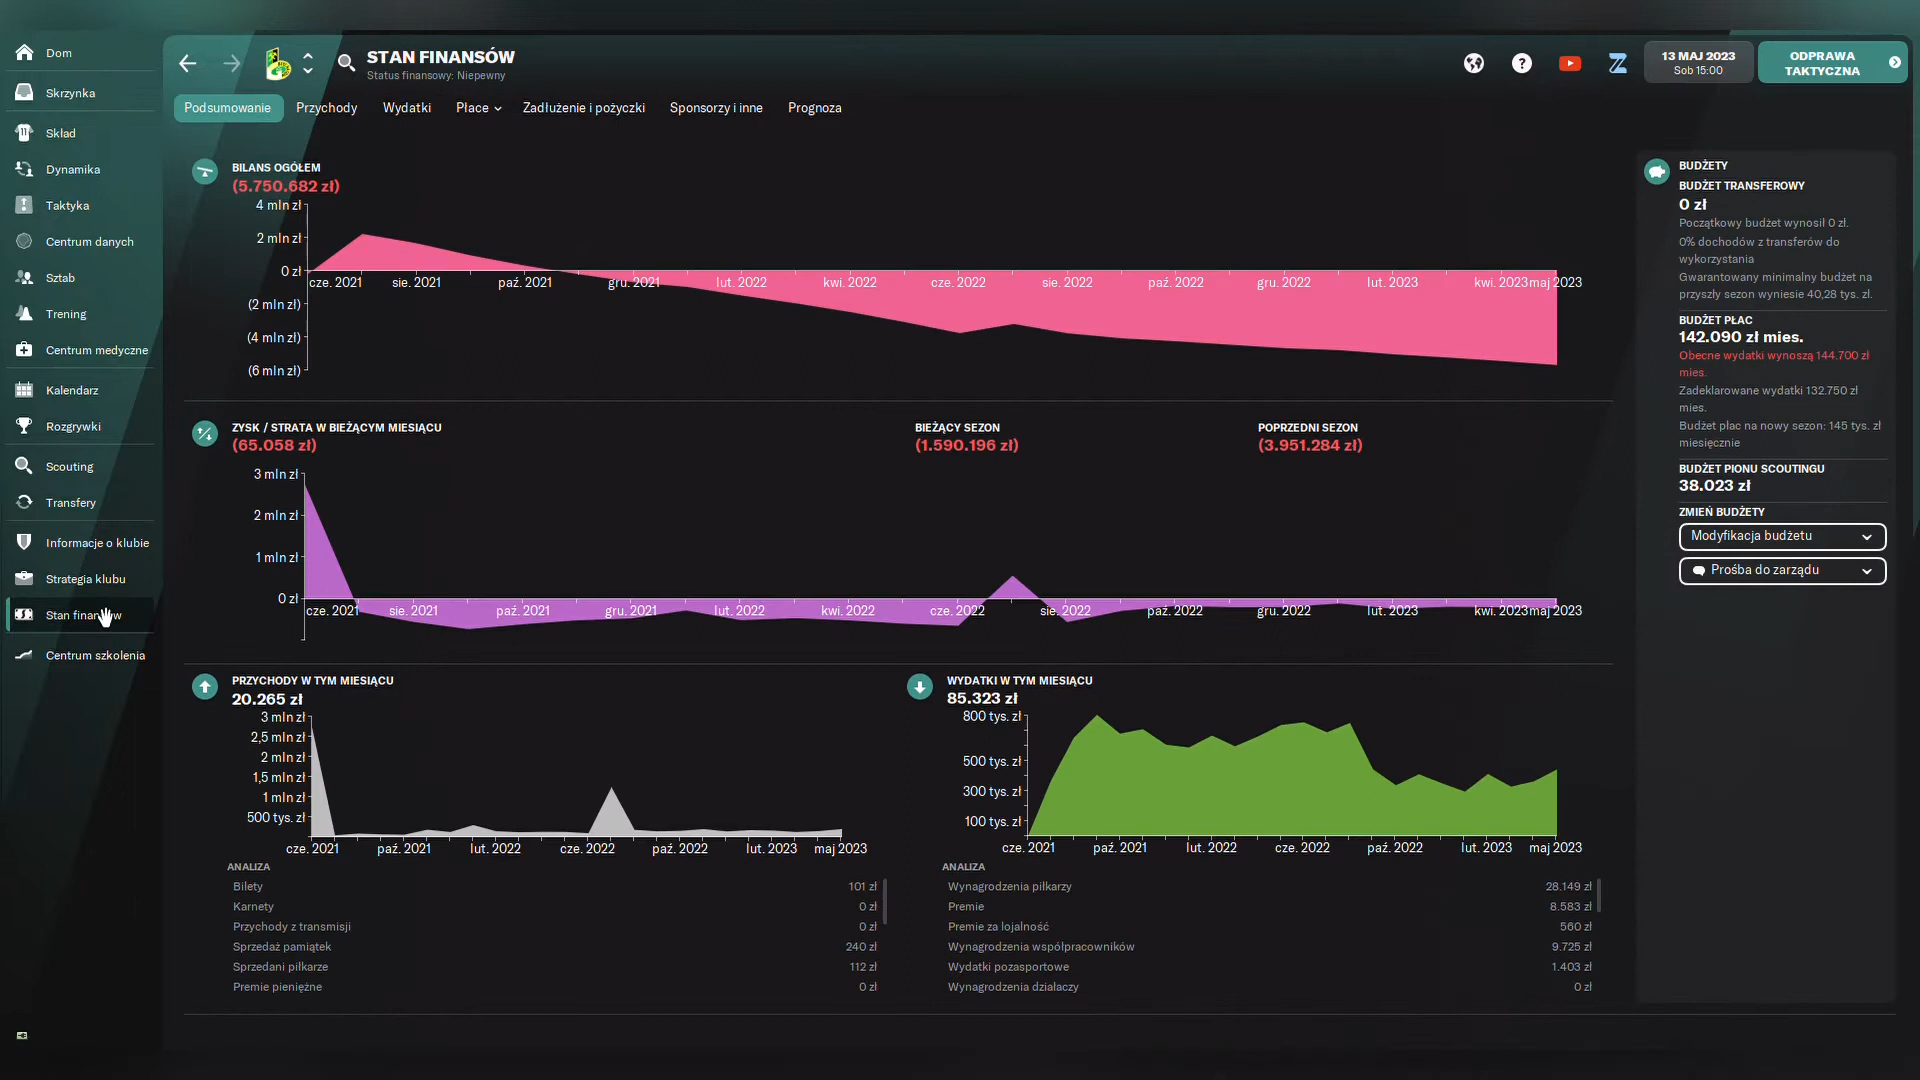 Dom
Skrzynka
Skład
Dynamika
Taktyka
Centrum danych
Sztab
Trening
Centrum medyczne
Kalendarz
Rozgrywki
Scouting
Transfery
Informacje o klubie
Strategia klubu
Stan finansów
Centrum szkolenia
STAN FINANSÓW
Status finansowy: Niepewny
13 MAJ 2023
Sob 15:00
ODPRAWA
TAKTYCZNA
Podsumowanie
Przychody
Wydatki
Płace
Zadłużenie i pożyczki
Sponsorzy i inne
Prognoza
BILANS OGÓŁEM
(5.750.682 zł)
4 mln zł
2 mln zł
0 zł
(2 mln zł)
(4 mln zł)
(6 mln zł)
cze. 2021 sie. 2021 paź. 2021 gru. 2021 lut. 2022 kwi. 2022 cze. 2022 sie. 2022 paź. 2022 gru. 2022 lut. 2023 kwi. 2023 maj 2023
ZYSK / STRATA W BIEŻĄCYM MIESIĄCU
(65.058 zł)
BIEŻĄCY SEZON
(1.590.196 zł)
POPRZEDNI SEZON
(3.951.284 zł)
3 mln zł
2 mln zł
1 mln zł
0 zł
cze. 2021 sie. 2021 paź. 2021 gru. 2021 lut. 2022 kwi. 2022 cze. 2022 sie. 2022 paź. 2022 gru. 2022 lut. 2023 kwi. 2023 maj 2023
PRZYCHODY W TYM MIESIĄCU
20.265 zł
3 mln zł
2,5 mln zł
2 mln zł
1,5 mln zł
1 mln zł
500 tys. zł
cze. 2021 paź. 2021 lut. 2022 cze. 2022 paź. 2022 lut. 2023 maj 2023
ANALIZA
Bilety 101 zł
Karnety 0 zł
Przychody z transmisji 0 zł
Sprzedaż pamiątek 240 zł
Sprzedani piłkarze 112 zł
Premie pieniężne 0 zł
WYDATKI W TYM MIESIĄCU
85.323 zł
800 tys. zł
500 tys. zł
300 tys. zł
100 tys. zł
cze. 2021 paź. 2021 lut. 2022 cze. 2022 paź. 2022 lut. 2023 maj 2023
ANALIZA
Wynagrodzenia piłkarzy 28.149 zł
Premie 8.583 zł
Premie za lojalność 560 zł
Wynagrodzenia współpracowników 9.725 zł
Wydatki pozasportowe 1.403 zł
Wynagrodzenia działaczy 0 zł
BUDŻETY
BUDŻET TRANSFEROWY
0 zł
Początkowy budżet wynosił 0 zł.
0% dochodów z transferów do
wykorzystania
Gwarantowany minimalny budżet na
przyszły sezon wyniesie 40,28 tys. zł.
BUDŻET PŁAC
142.090 zł mies.
Obecne wydatki wynoszą 144.700 zł
mies.
Zadeklarowane wydatki 132.750 zł
mies.
Budżet płac na nowy sezon: 145 tys. zł
miesięcznie
BUDŻET PIONU SCOUTINGU
38.023 zł
ZMIEŃ BUDŻETY
Modyfikacja budżetu
Prośba do zarządu